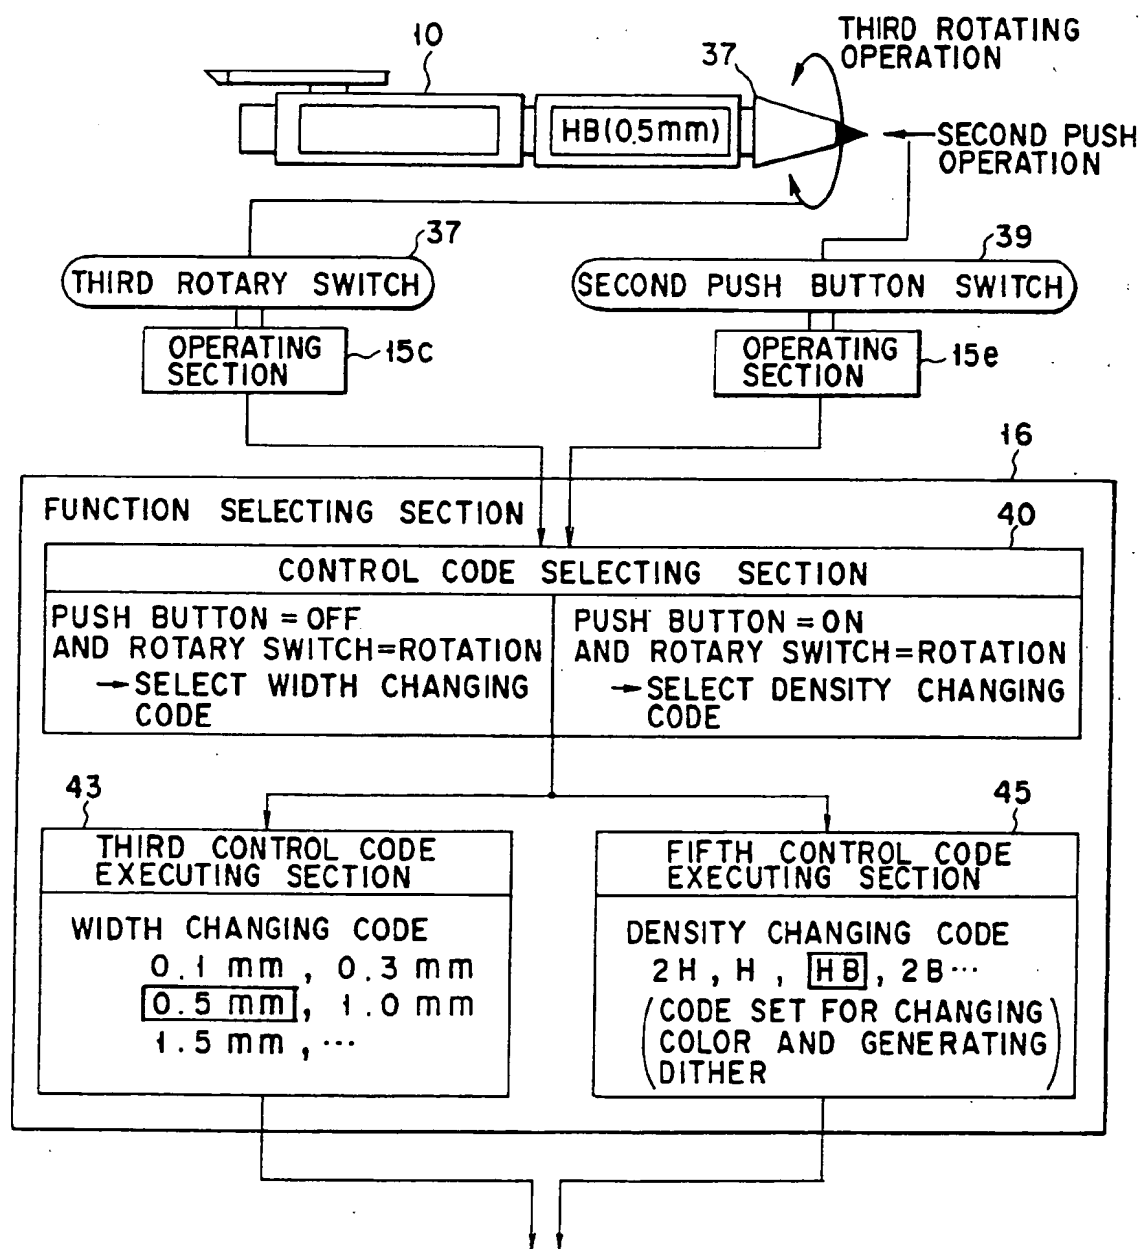 10
THIRD ROTATING
OPERATION
37
HB(0.5mm)
SECOND PUSH
OPERATION
37
THIRD ROTARY SWITCH
39
SECOND PUSH BUTTON SWITCH
OPERATING
SECTION
15c
OPERATING
SECTION
15e
16
FUNCTION SELECTING SECTION
40
CONTROL CODE SELECTING SECTION
PUSH BUTTON = OFF
AND ROTARY SWITCH=ROTATION
→ SELECT WIDTH CHANGING
CODE
PUSH BUTTON = ON
AND ROTARY SWITCH=ROTATION
→ SELECT DENSITY CHANGING
CODE
43
THIRD CONTROL CODE
EXECUTING SECTION
WIDTH CHANGING CODE
0.1 mm , 0.3 mm
0.5 mm , 1.0 mm
1.5 mm , ...
45
FIFTH CONTROL CODE
EXECUTING SECTION
DENSITY CHANGING CODE
2H, H, HB, 2B...
(CODE SET FOR CHANGING
COLOR AND GENERATING
DITHER)